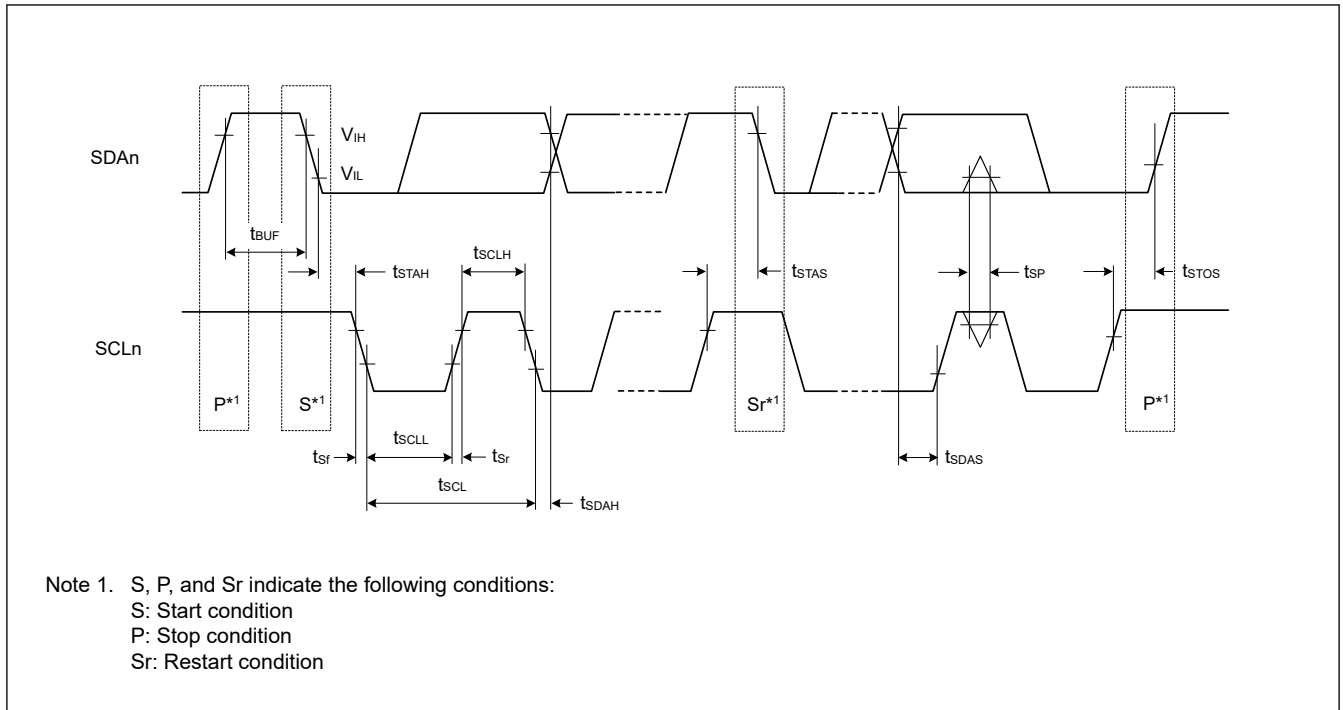 SDAn
VIH
VIL
tBUF
tSTAH
tSCLH
tSTAS
tSP
tSTOS
SCLn
P*1
S*1
Sr*1
P*1
tSf
tSCLL
tSr
tSCL
tSDAH
tSDAS
Note 1. S, P, and Sr indicate the following conditions:
S: Start condition
P: Stop condition
Sr: Restart condition